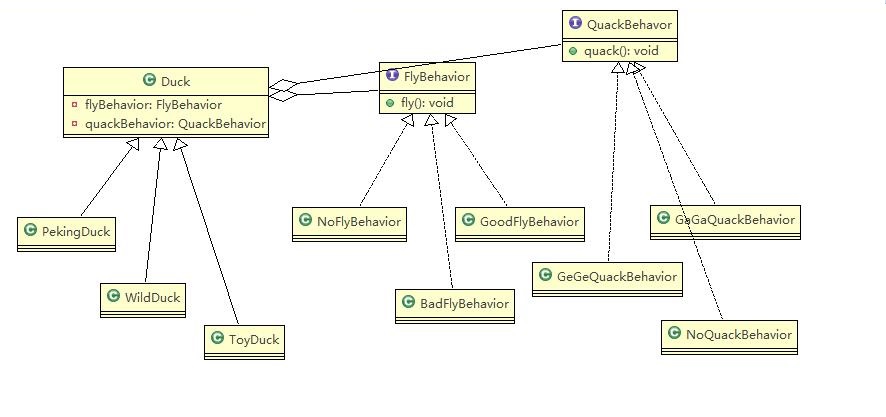 QuackBehavor
quack(): void
FlyBehavior
fly(): void
Duck
flyBehavior: FlyBehavior
quackBehavior: QuackBehavior
PekingDuck
WildDuck
ToyDuck
NoFlyBehavior
GoodFlyBehavior
BadFlyBehavior
GaGaQuackBehavior
GeGeQuackBehavior
NoQuackBehavior